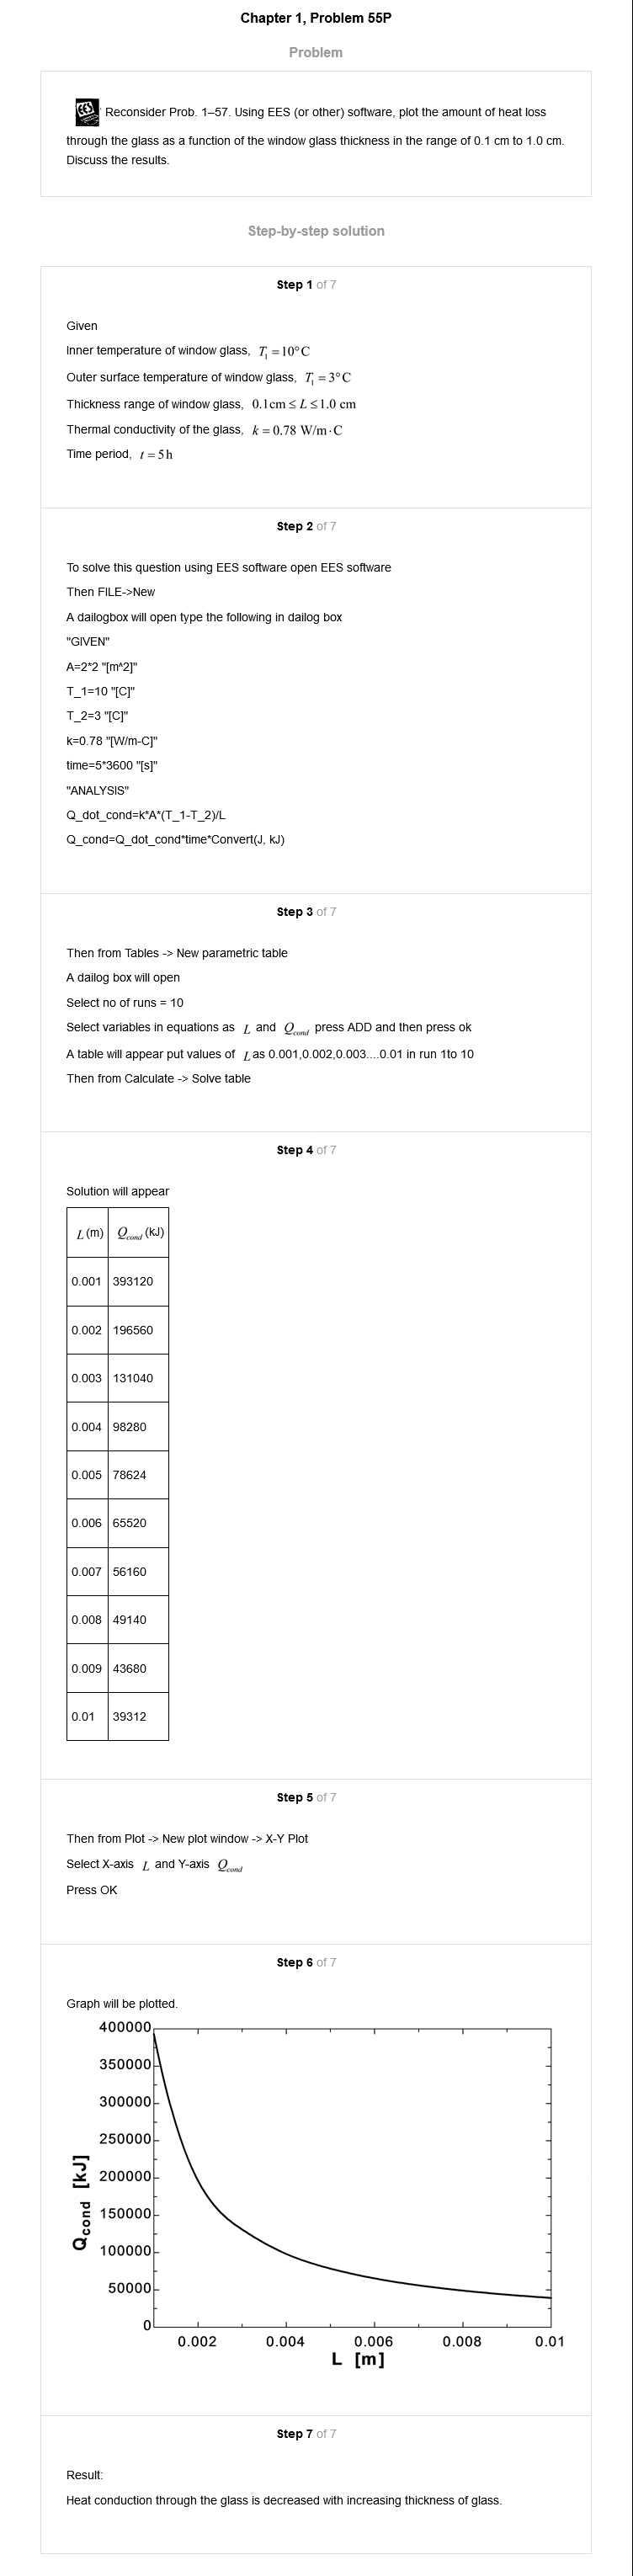 Chapter 1, Problem 55P
Problem
EES Reconsider Prob. 1–57. Using EES (or other) software, plot the amount of heat loss
through the glass as a function of the window glass thickness in the range of 0.1 cm to 1.0 cm.
Discuss the results.
Step-by-step solution
Step 1 of 7
Given
Inner temperature of window glass, T₁ = 10°C
Outer surface temperature of window glass, T₁ = 3°C
Thickness range of window glass, 0.1cm ≤ L ≤ 1.0 cm
Thermal conductivity of the glass, k = 0.78 W/m·C
Time period, t = 5h
Step 2 of 7
To solve this question using EES software open EES software
Then FILE->New
A dailogbox will open type the following in dailog box
"GIVEN"
A=2*2 "[m^2]"
T_1=10 "[C]"
T_2=3 "[C]"
k=0.78 "[W/m-C]"
time=5*3600 "[s]"
"ANALYSIS"
Q_dot_cond=k*A*(T_1-T_2)/L
Q_cond=Q_dot_cond*time*Convert(J, kJ)
Step 3 of 7
Then from Tables -> New parametric table
A dailog box will open
Select no of runs = 10
Select variables in equations as L and Q_cond press ADD and then press ok
A table will appear put values of L as 0.001,0.002,0.003....0.01 in run 1to 10
Then from Calculate -> Solve table
Step 4 of 7
Solution will appear
L (m) Q_cond (kJ)
0.001 393120
0.002 196560
0.003 131040
0.004 98280
0.005 78624
0.006 65520
0.007 56160
0.008 49140
0.009 43680
0.01 39312
Step 5 of 7
Then from Plot -> New plot window -> X-Y Plot
Select X-axis L and Y-axis Q_cond
Press OK
Step 6 of 7
Graph will be plotted.
400000
350000
300000
250000
200000
150000
100000
50000
0
Q_cond [kJ]
0.002 0.004 0.006 0.008 0.01
L [m]
Step 7 of 7
Result:
Heat conduction through the glass is decreased with increasing thickness of glass.